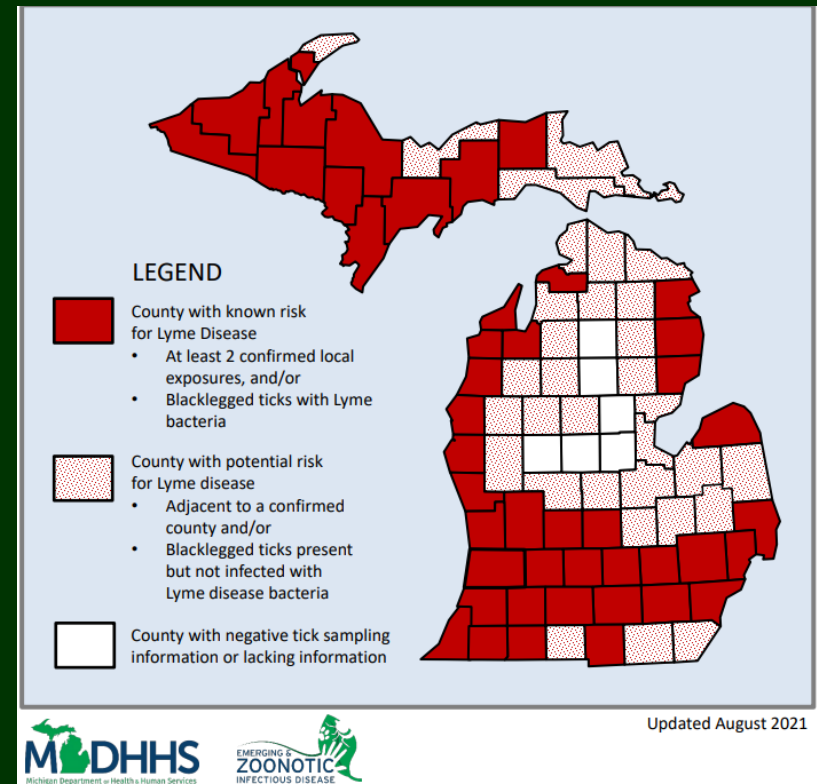 LEGEND
County with known risk
for Lyme Disease
• At least 2 confirmed local
exposures, and/or
• Blacklegged ticks with Lyme
bacteria
County with potential risk
for Lyme disease
• Adjacent to a confirmed
county and/or
• Blacklegged ticks present
but not infected with
Lyme disease bacteria
County with negative tick sampling
information or lacking information
Updated August 2021
MDHHS
Michigan Department of Health & Human Services
EMERGING &
ZOONOTIC
INFECTIOUS DISEASE